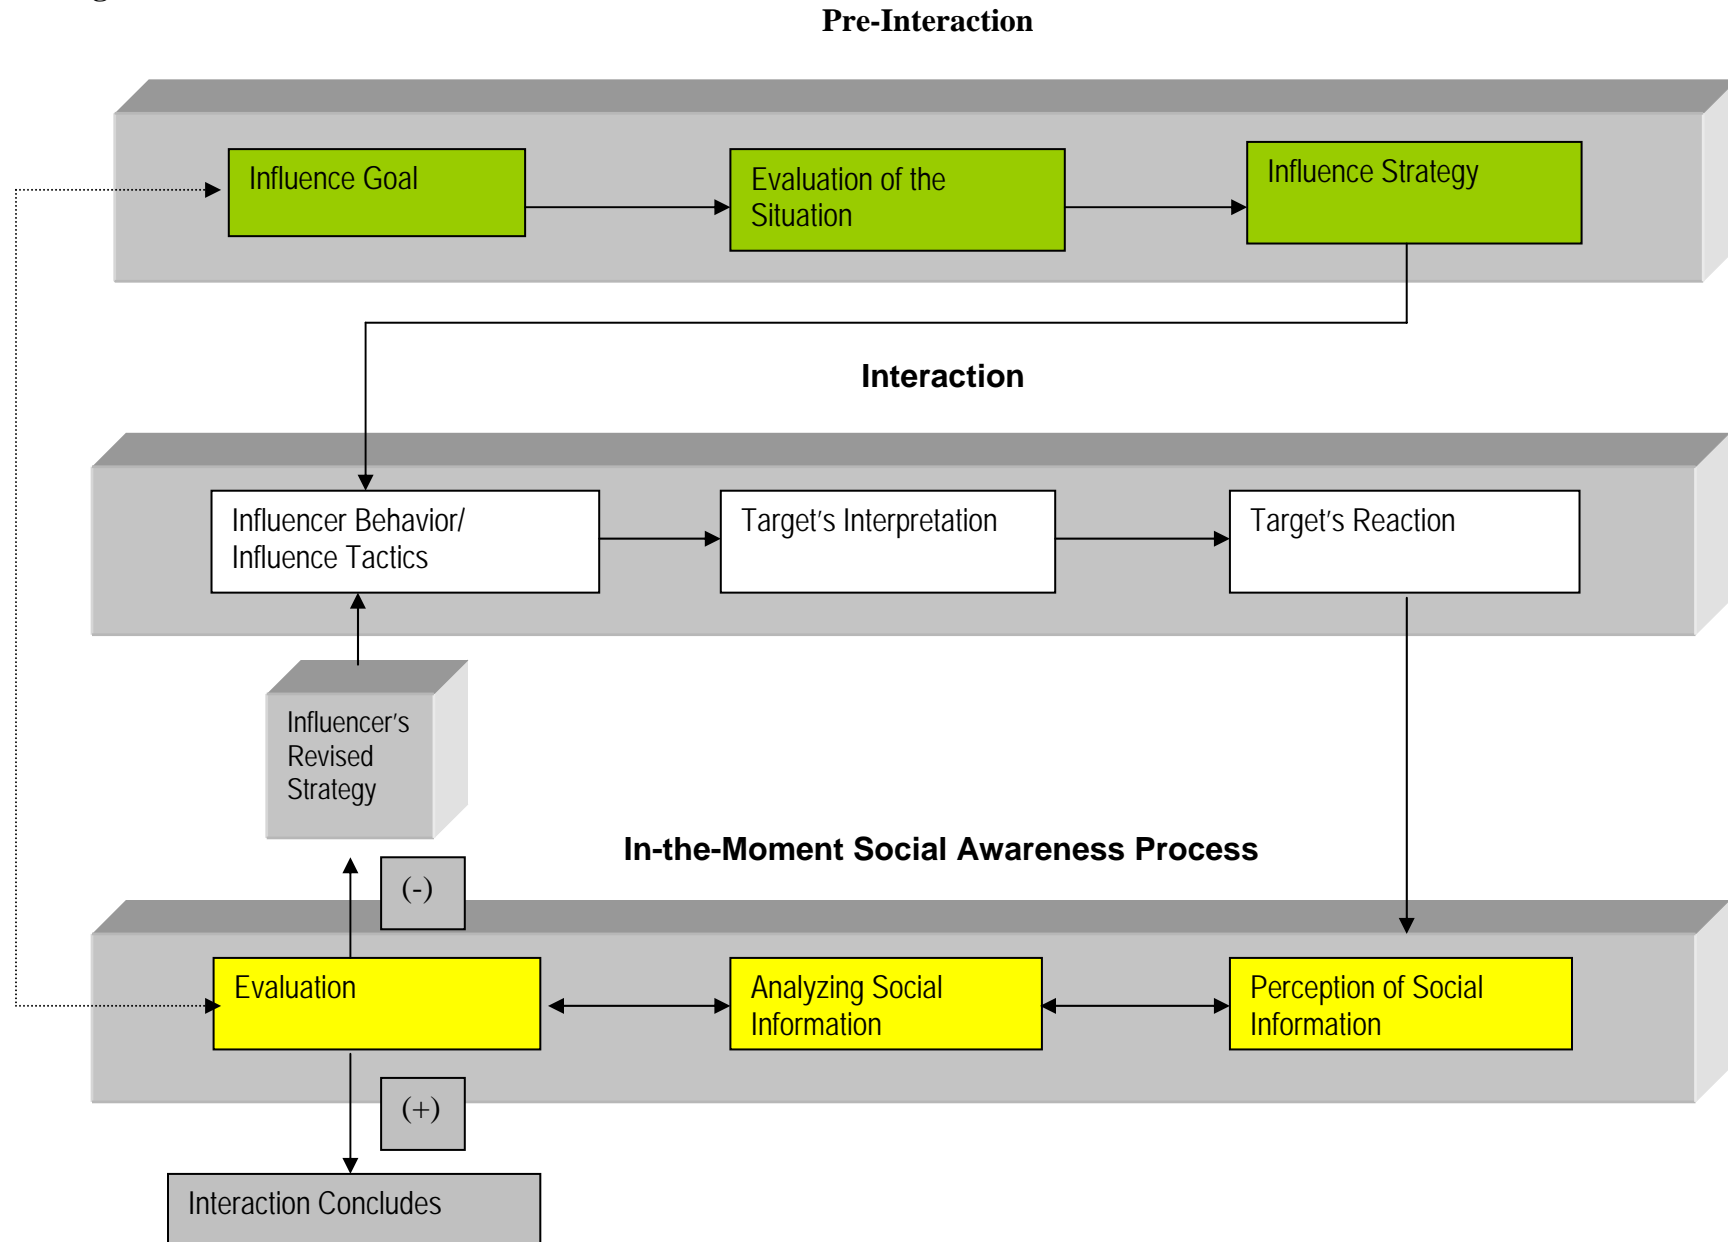 Pre-Interaction
Influence Goal
Evaluation of the
Situation
Influence Strategy
Interaction
Influencer Behavior/
Influence Tactics
Target's Interpretation
Target's Reaction
Influencer's
Revised
Strategy
In-the-Moment Social Awareness Process
(-)
Evaluation
Analyzing Social
Information
Perception of Social
Information
(+)
Interaction Concludes